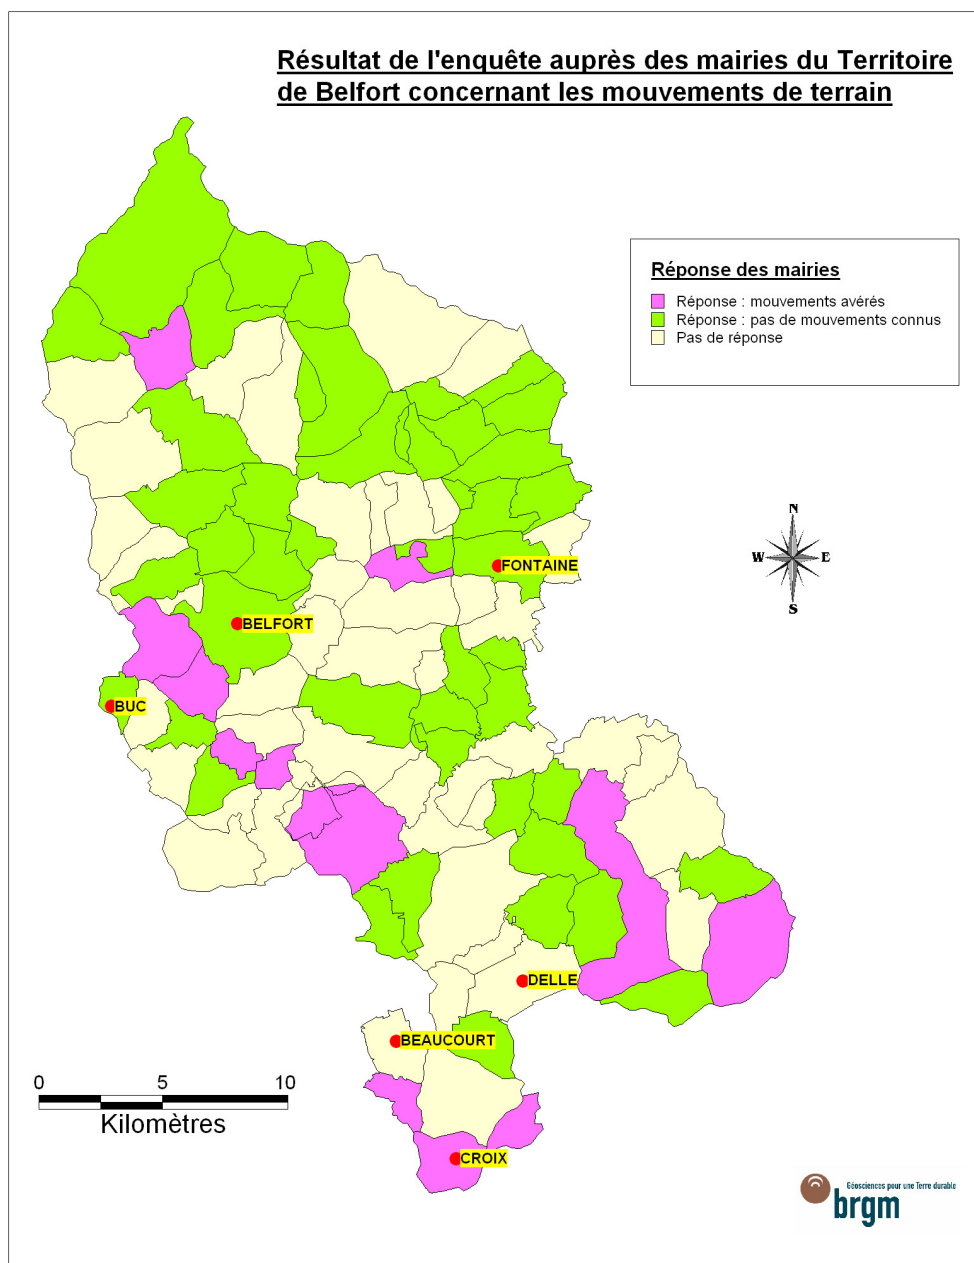 Résultat de l'enquête auprès des mairies du Territoire
de Belfort concernant les mouvements de terrain
Réponse des mairies
Réponse : mouvements avérés
Réponse : pas de mouvements connus
Pas de réponse
N
W E
S
FONTAINE
BELFORT
BUC
DELLE
BEAUCOURT
CROIX
0 5 10
Kilomètres
Géosciences pour une Terre durable
brgm